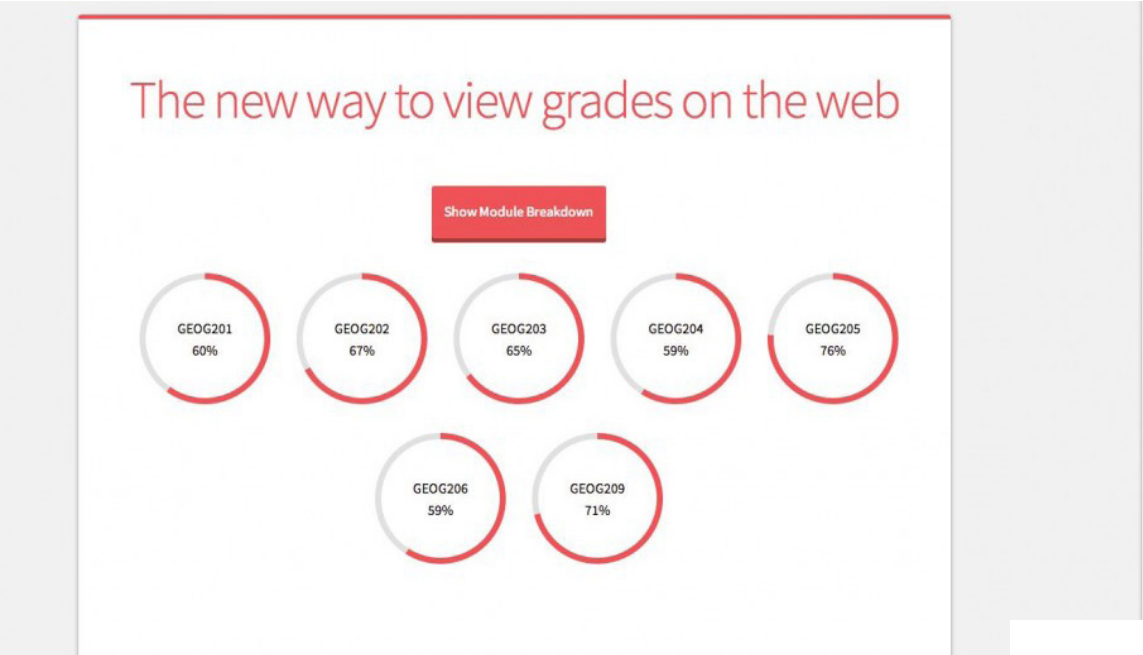 The new way to view grades on the web
Show Module Breakdown
GEOG201
60%
GEOG202
67%
GEOG203
65%
GEOG204
59%
GEOG205
76%
GEOG206
59%
GEOG209
71%